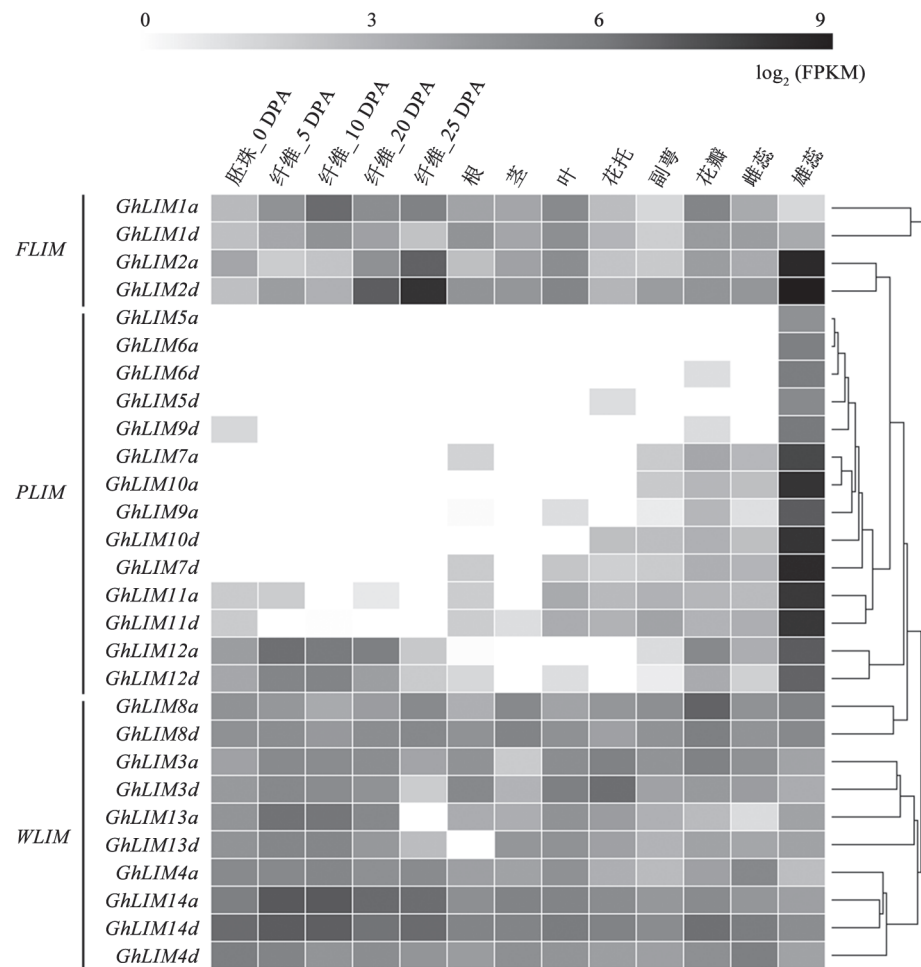 0 3 6 9
log₂ (FPKM)
胚珠_0 DPA
纤维_5 DPA
纤维_10 DPA
纤维_20 DPA
纤维_25 DPA
根
茎
叶
花托
副萼
花瓣
雌蕊
雄蕊
FLIM
GhLIM1a
GhLIM1d
GhLIM2a
GhLIM2d
PLIM
GhLIM5a
GhLIM6a
GhLIM6d
GhLIM5d
GhLIM9d
GhLIM7a
GhLIM10a
GhLIM9a
GhLIM10d
GhLIM7d
GhLIM11a
GhLIM11d
GhLIM12a
GhLIM12d
WLIM
GhLIM8a
GhLIM8d
GhLIM3a
GhLIM3d
GhLIM13a
GhLIM13d
GhLIM4a
GhLIM14a
GhLIM14d
GhLIM4d